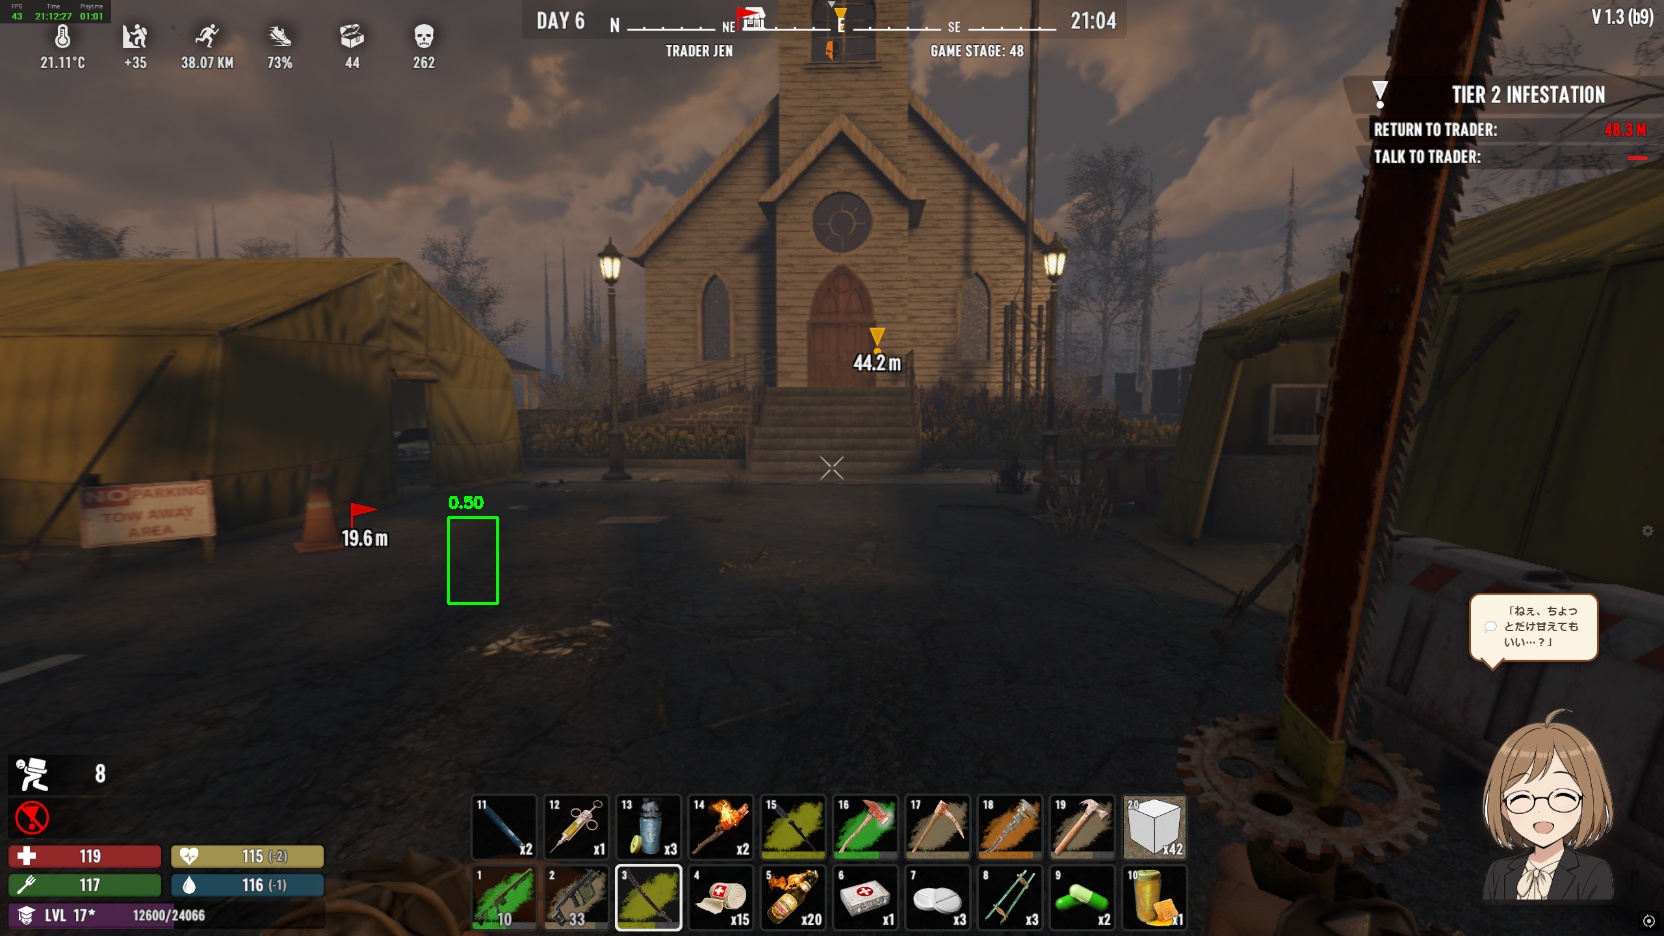 FPS Time Playtime
43 21:12:27 01:01
21.11°C
+35
38.07 KM
73%
44
262
DAY 6
N NE E SE
21:04
TRADER JEN
GAME STAGE: 48
V 1.3 (b9)
TIER 2 INFESTATION
RETURN TO TRADER: 48.3 M
TALK TO TRADER:
44.2 m
NO PARKING
TOW AWAY
AREA
19.6 m
0.50
「ねえ、ちょっ
とだけ甘えても
いい…?」
8
119
115 (-2)
117
116 (-1)
LVL 17* 12600/24066
11 12 13 14 15 16 17 18 19 20
x2 x1 x3 x2 x42
1 2 3 4 5 6 7 8 9 10
10 33 x15 x20 x1 x3 x3 x2 x1